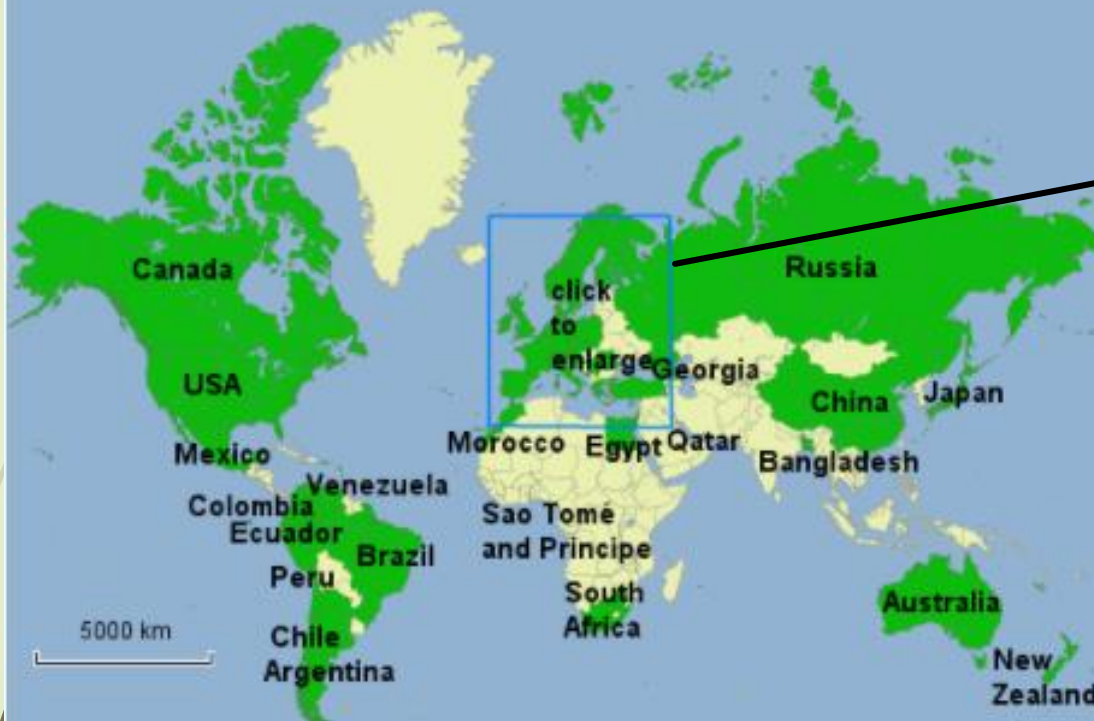 Canada
Russia
click
to
enlarge
Georgia
USA
China
Japan
Morocco
Egypt
Qatar
Mexico
Bangladesh
Venezuela
Colombia
Ecuador
Sao Tomé
and Principe
Brazil
Peru
South
Africa
Australia
5000 km
Chile
Argentina
New
Zealand